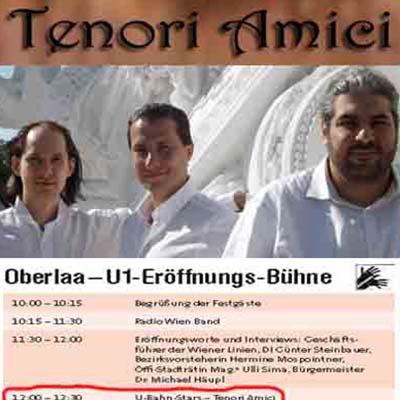 Tenori Amici
Oberlaa – U1-Eröffnungs-Bühne
10:00 – 10:15 Begrüßung der Festgäste
10:15 – 11:30 Radio Wien Band
11:30 – 12:00 Eröffnungsworte und Interviews: Geschäfts-
führer der Wiener Linien, DI Günter Steinbauer,
Bezirksvorsteherin Hermine Mospointner,
Öffi-Stadträtin Mag.ª Ulli Sima, Bürgermeister
Dr. Michael Häupl
12:00 – 12:30 U-Bahn-Stars – Tenori Amici